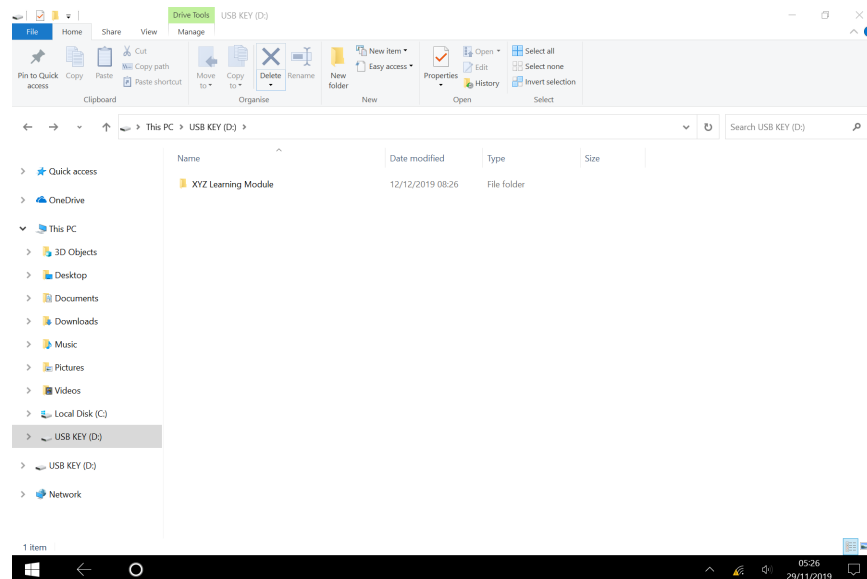 Drive Tools USB KEY (D:)
File Home Share View Manage
Pin to Quick access
Copy
Paste
Cut
Copy path
Paste shortcut
Move to
Copy to
Delete
Rename
New folder
New item
Easy access
Properties
Open
Edit
History
Select all
Select none
Invert selection
Clipboard Organise New Open Select
This PC > USB KEY (D:) >
Search USB KEY (D:)
Name Date modified Type Size
XYZ Learning Module 12/12/2019 08:26 File folder
Quick access
OneDrive
This PC
3D Objects
Desktop
Documents
Downloads
Music
Pictures
Videos
Local Disk (C:)
USB KEY (D:)
USB KEY (D:)
Network
1 item
05:26
29/11/2019